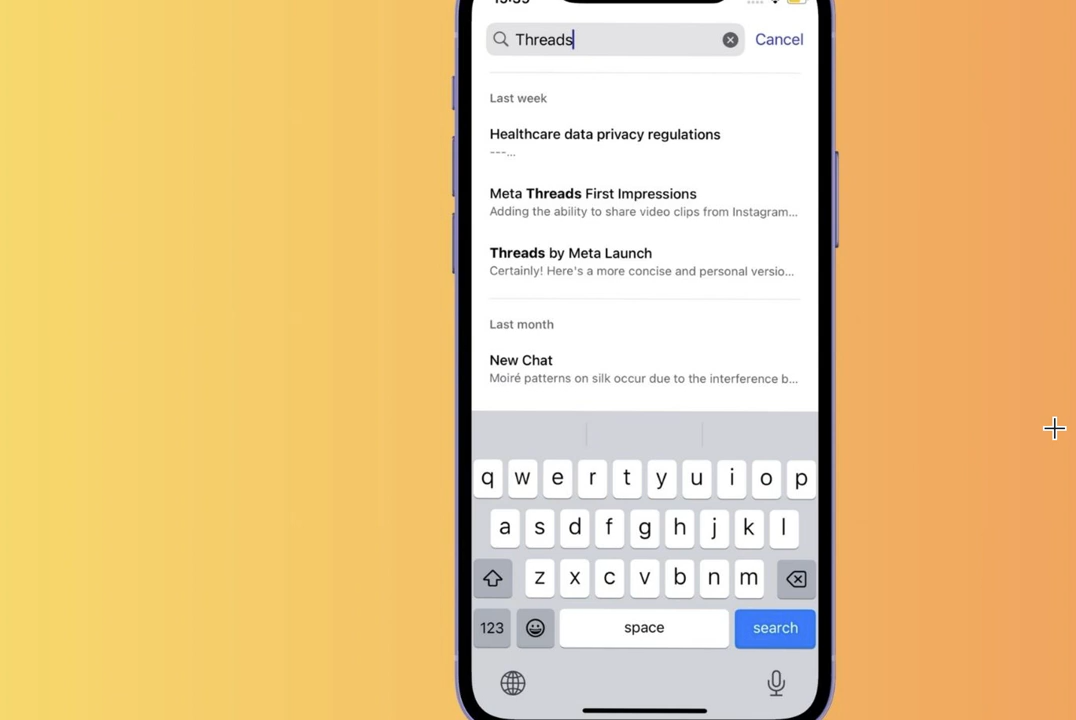 Threads
Cancel
Last week
Healthcare data privacy regulations
---...
Meta Threads First Impressions
Adding the ability to share video clips from Instagram...
Threads by Meta Launch
Certainly! Here's a more concise and personal versio...
Last month
New Chat
Moiré patterns on silk occur due to the interference b...
q w e r t y u i o p
a s d f g h j k l
z x c v b n m
123
space
search